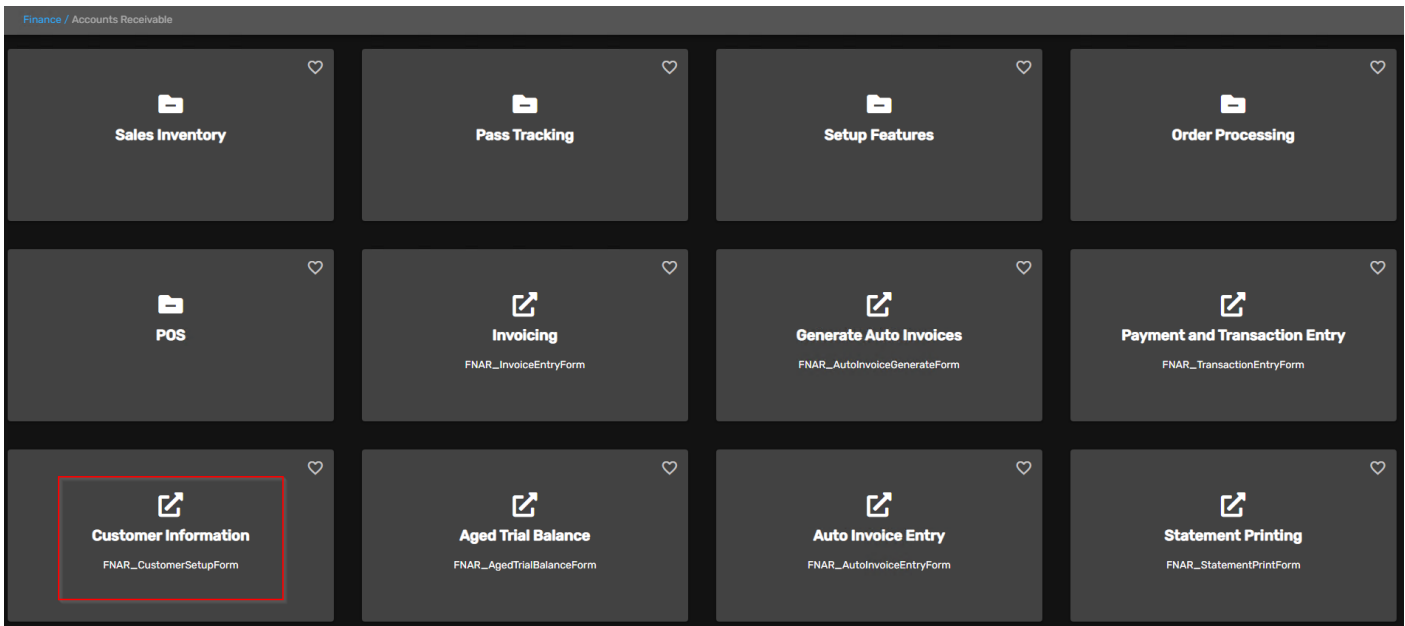 Finance / Accounts Receivable
Sales Inventory
Pass Tracking
Setup Features
Order Processing
POS
Invoicing
FNAR_InvoiceEntryForm
Generate Auto Invoices
FNAR_AutoInvoiceGenerateForm
Payment and Transaction Entry
FNAR_TransactionEntryForm
Customer Information
FNAR_CustomerSetupForm
Aged Trial Balance
FNAR_AgedTrialBalanceForm
Auto Invoice Entry
FNAR_AutoInvoiceEntryForm
Statement Printing
FNAR_StatementPrintForm